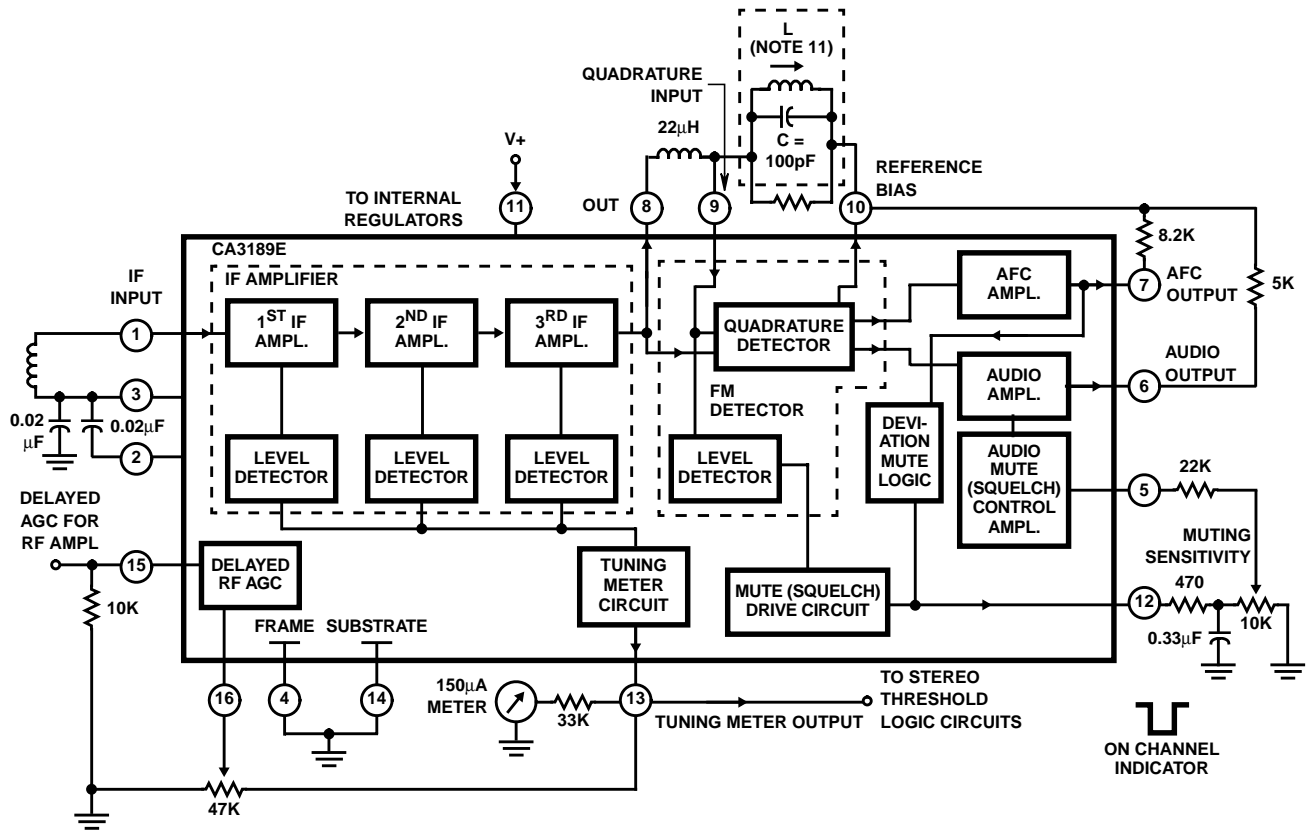 L
(NOTE 11)
QUADRATURE
INPUT
22μH
C =
100pF
V+
REFERENCE
BIAS
TO INTERNAL
REGULATORS
11
OUT
8
9
10
8.2K
CA3189E
IF
INPUT
IF AMPLIFIER
AFC
AMPL.
7
AFC
OUTPUT
5K
1
1ST IF
AMPL.
2ND IF
AMPL.
3RD IF
AMPL.
QUADRATURE
DETECTOR
AUDIO
OUTPUT
3
FM
DETECTOR
AUDIO
AMPL.
6
0.02
μF
0.02μF
2
LEVEL
DETECTOR
LEVEL
DETECTOR
LEVEL
DETECTOR
LEVEL
DETECTOR
DEVI-
ATION
MUTE
LOGIC
AUDIO
MUTE
(SQUELCH)
CONTROL
AMPL.
5
22K
DELAYED
AGC FOR
RF AMPL
MUTING
SENSITIVITY
15
DELAYED
RF AGC
TUNING
METER
CIRCUIT
MUTE (SQUELCH)
DRIVE CIRCUIT
12
470
10K
10K
0.33μF
FRAME
SUBSTRATE
16
4
14
150μA
METER
33K
13
TUNING METER OUTPUT
TO STEREO
THRESHOLD
LOGIC CIRCUITS
47K
ON CHANNEL
INDICATOR